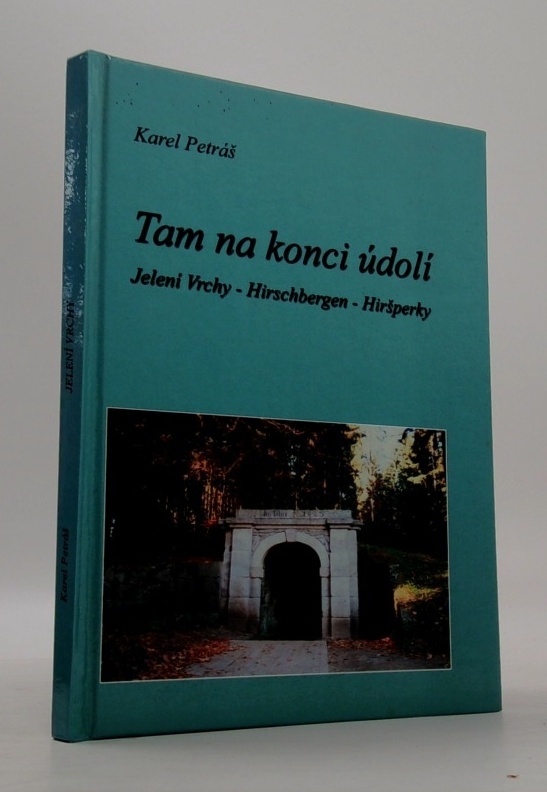 Karel Petráš
Tam na konci údolí
Jelení Vrchy - Hirschbergen - Hiršperky
JELENÍ VRCHY
Karel Petráš